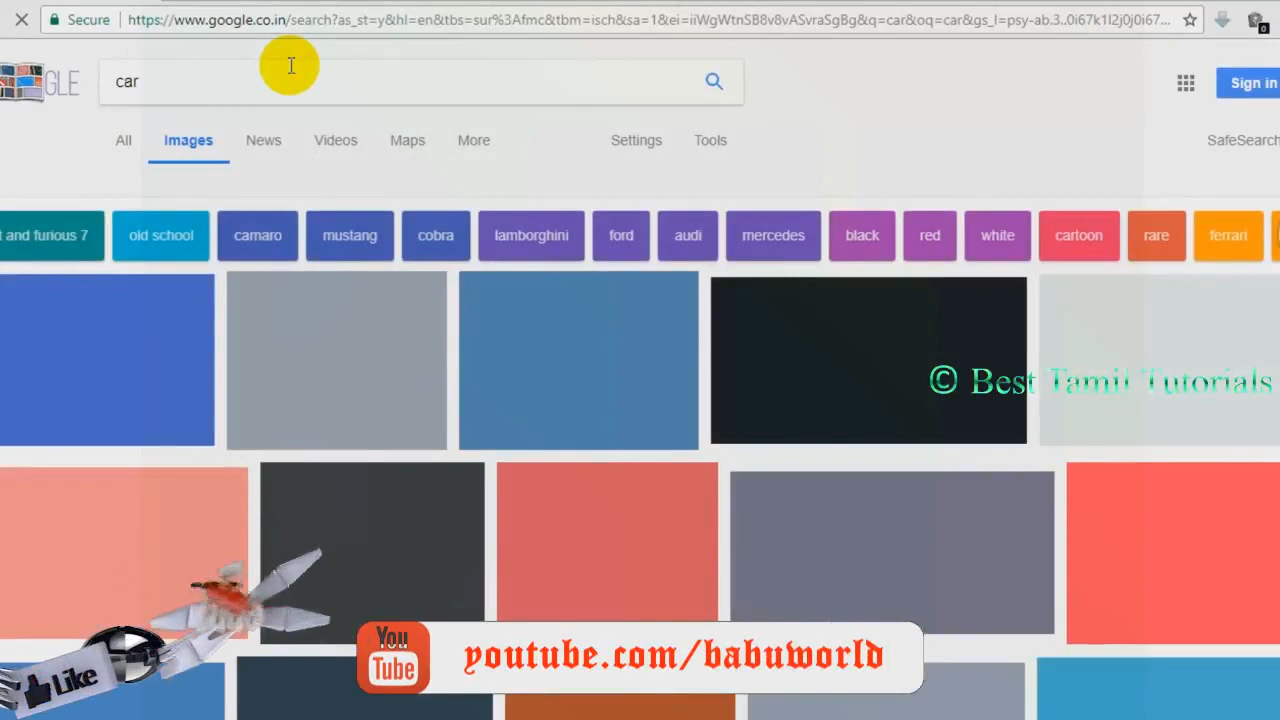 Secure https://www.google.co.in/search?as_st=y&hl=en&tbs=sur%3Afmc&tbm=isch&sa=1&ei=iiWgWtnSB8v8vASvraSgBg&q=car&oq=car&gs_l=psy-ab.3..0i67k1l2j0j0i67...
0
GLE car Sign in
All Images News Videos Maps More Settings Tools SafeSearch
t and furious 7 old school camaro mustang cobra lamborghini ford audi mercedes black red white cartoon rare ferrari
© Best Tamil Tutorials
Like
You
Tube
youtube.com/babuworld